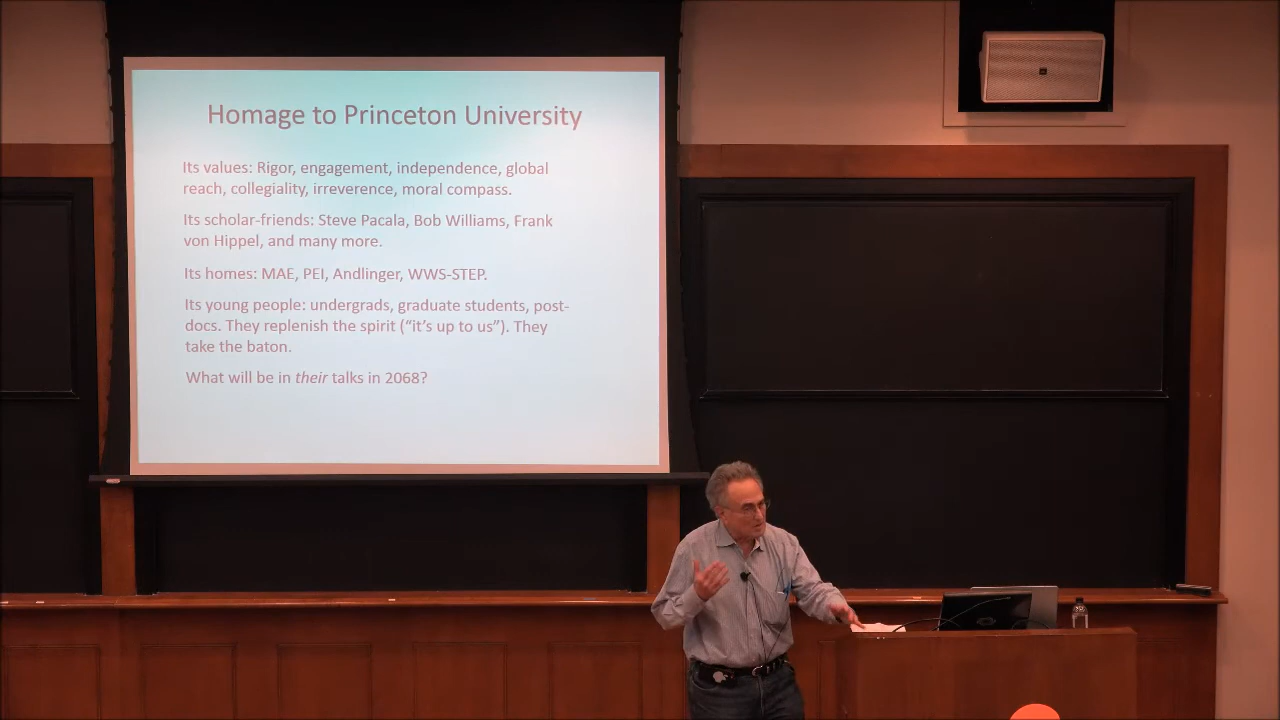 Homage to Princeton University
Its values: Rigor, engagement, independence, global
reach, collegiality, irreverence, moral compass.
Its scholar-friends: Steve Pacala, Bob Williams, Frank
von Hippel, and many more.
Its homes: MAE, PEI, Andlinger, WWS-STEP.
Its young people: undergrads, graduate students, post-
docs. They replenish the spirit (“it’s up to us”). They
take the baton.
What will be in their talks in 2068?